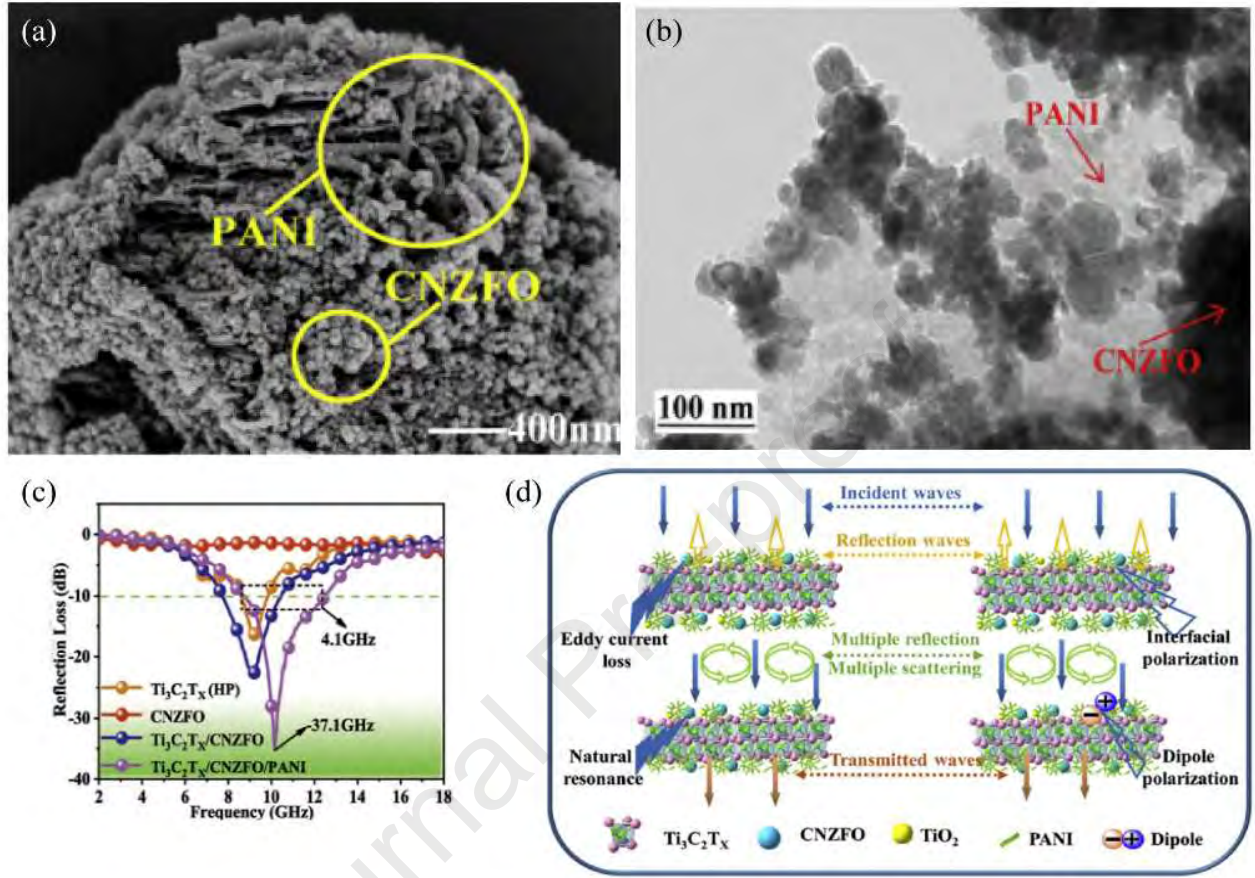 (a)
PANI
CNZFO
400nm
(b)
PANI
CNZFO
100 nm
(c)
Reflection Loss (dB)
0
-10
-20
-30
-40
4.1GHz
-37.1GHz
Ti₃C₂Tₓ (HP)
CNZFO
Ti₃C₂Tₓ/CNZFO
Ti₃C₂Tₓ/CNZFO/PANI
2 4 6 8 10 12 14 16 18
Frequency (GHz)
(d)
Incident waves
Reflection waves
Eddy current
loss
Multiple reflection
Multiple scattering
Interfacial
polarization
Natural
resonance
Transmitted waves
Dipole
polarization
Ti₃C₂Tₓ
CNZFO
TiO₂
PANI
Dipole